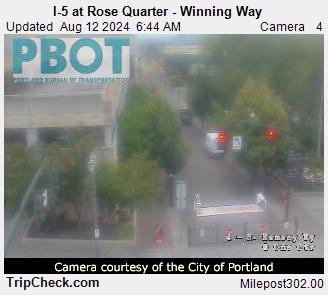 I-5 at Rose Quarter - Winning Way
Updated Aug 12 2024 6:44 AM Camera 4
PBOT
PORTLAND BUREAU OF TRANSPORTATION
Camera courtesy of the City of Portland
TripCheck.com Milepost302.00